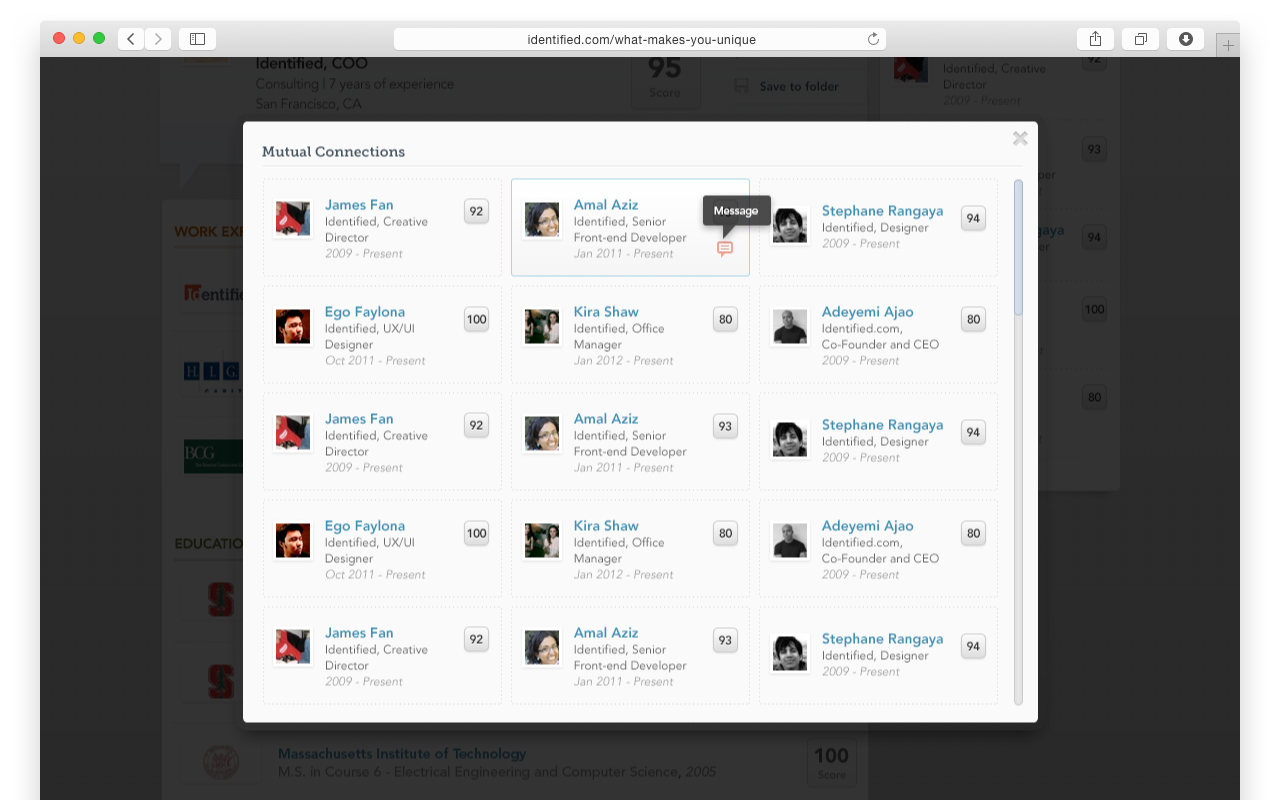 identified.com/what-makes-you-unique
Identified, COO
Consulting | 7 years of experience
San Francisco, CA
95
Score
Save to folder
92
Identified, Creative
Director
2009 - Present
93
94
100
80
WORK EXP
Identifie
HIG
BCG
EDUCATIO
Mutual Connections
James Fan
Identified, Creative
Director
2009 - Present
92
Amal Aziz
Identified, Senior
Front-end Developer
Jan 2011 - Present
Message
Stephane Rangaya
Identified, Designer
2009 - Present
94
Ego Faylona
Identified, UX/UI
Designer
Oct 2011 - Present
100
Kira Shaw
Identified, Office
Manager
Jan 2012 - Present
80
Adeyemi Ajao
Identified.com,
Co-Founder and CEO
2009 - Present
80
James Fan
Identified, Creative
Director
2009 - Present
92
Amal Aziz
Identified, Senior
Front-end Developer
Jan 2011 - Present
93
Stephane Rangaya
Identified, Designer
2009 - Present
94
Ego Faylona
Identified, UX/UI
Designer
Oct 2011 - Present
100
Kira Shaw
Identified, Office
Manager
Jan 2012 - Present
80
Adeyemi Ajao
Identified.com,
Co-Founder and CEO
2009 - Present
80
James Fan
Identified, Creative
Director
2009 - Present
92
Amal Aziz
Identified, Senior
Front-end Developer
Jan 2011 - Present
93
Stephane Rangaya
Identified, Designer
2009 - Present
94
Massachusetts Institute of Technology
M.S. in Course 6 - Electrical Engineering and Computer Science, 2005
100
Score